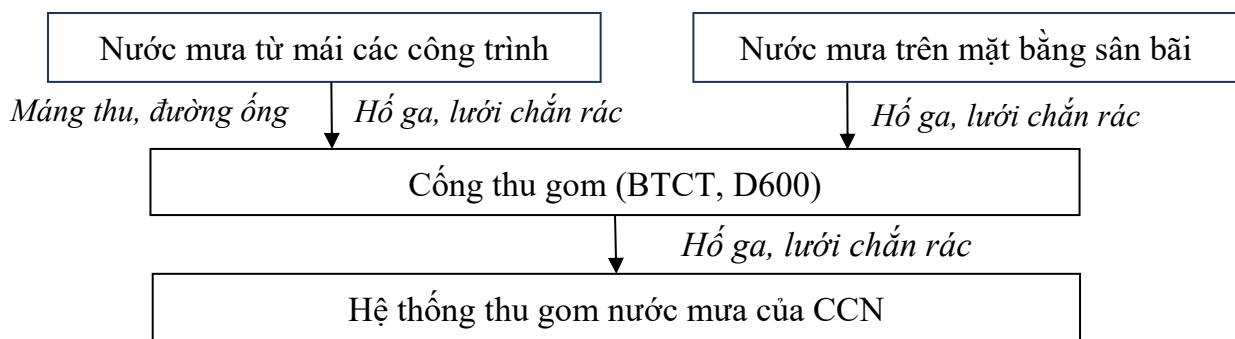 Nước mưa từ mái các công trình
Nước mưa trên mặt bằng sân bãi
Máng thu, đường ống
Hố ga, lưới chắn rác
Hố ga, lưới chắn rác
Cống thu gom (BTCT, D600)
Hố ga, lưới chắn rác
Hệ thống thu gom nước mưa của CCN